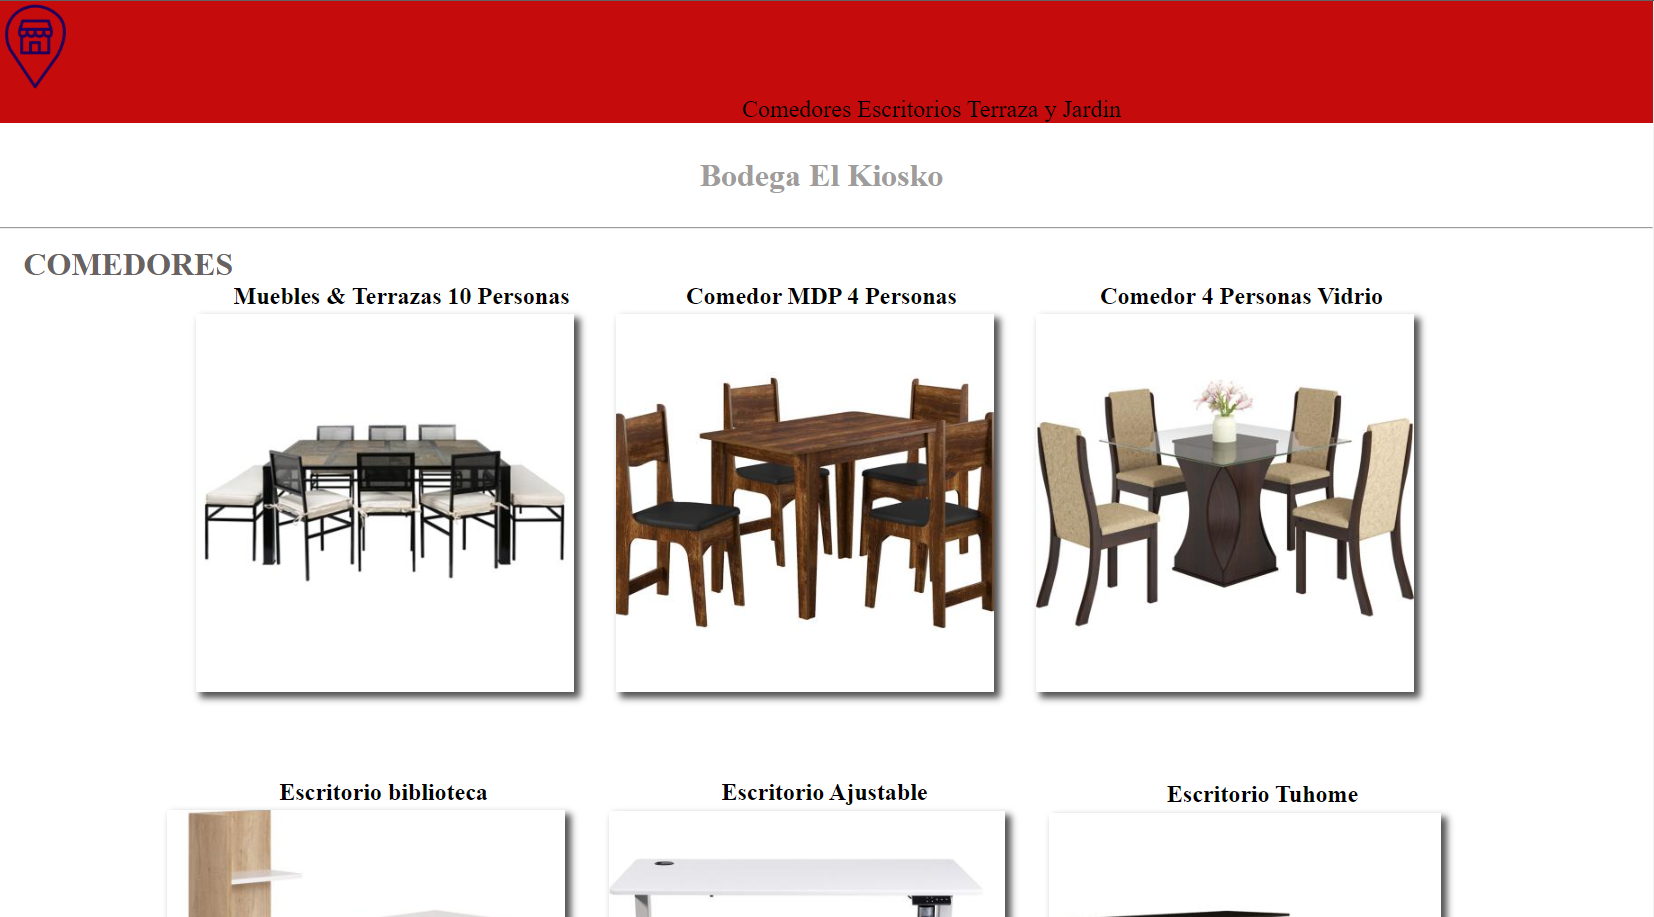 Comedores Escritorios Terraza y Jardin
Bodega El Kiosko
COMEDORES
Muebles & Terrazas 10 Personas
Comedor MDP 4 Personas
Comedor 4 Personas Vidrio
Escritorio biblioteca
Escritorio Ajustable
Escritorio Tuhome